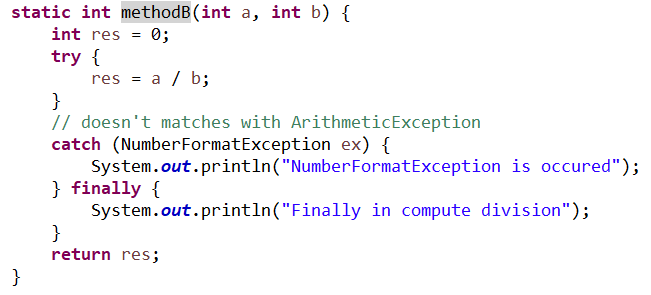 static int methodB(int a, int b) {
    int res = 0;
    try {
        res = a / b;
    }
    // doesn't matches with ArithmeticException
    catch (NumberFormatException ex) {
        System.out.println("NumberFormatException is occured");
    } finally {
        System.out.println("Finally in compute division");
    }
    return res;
}